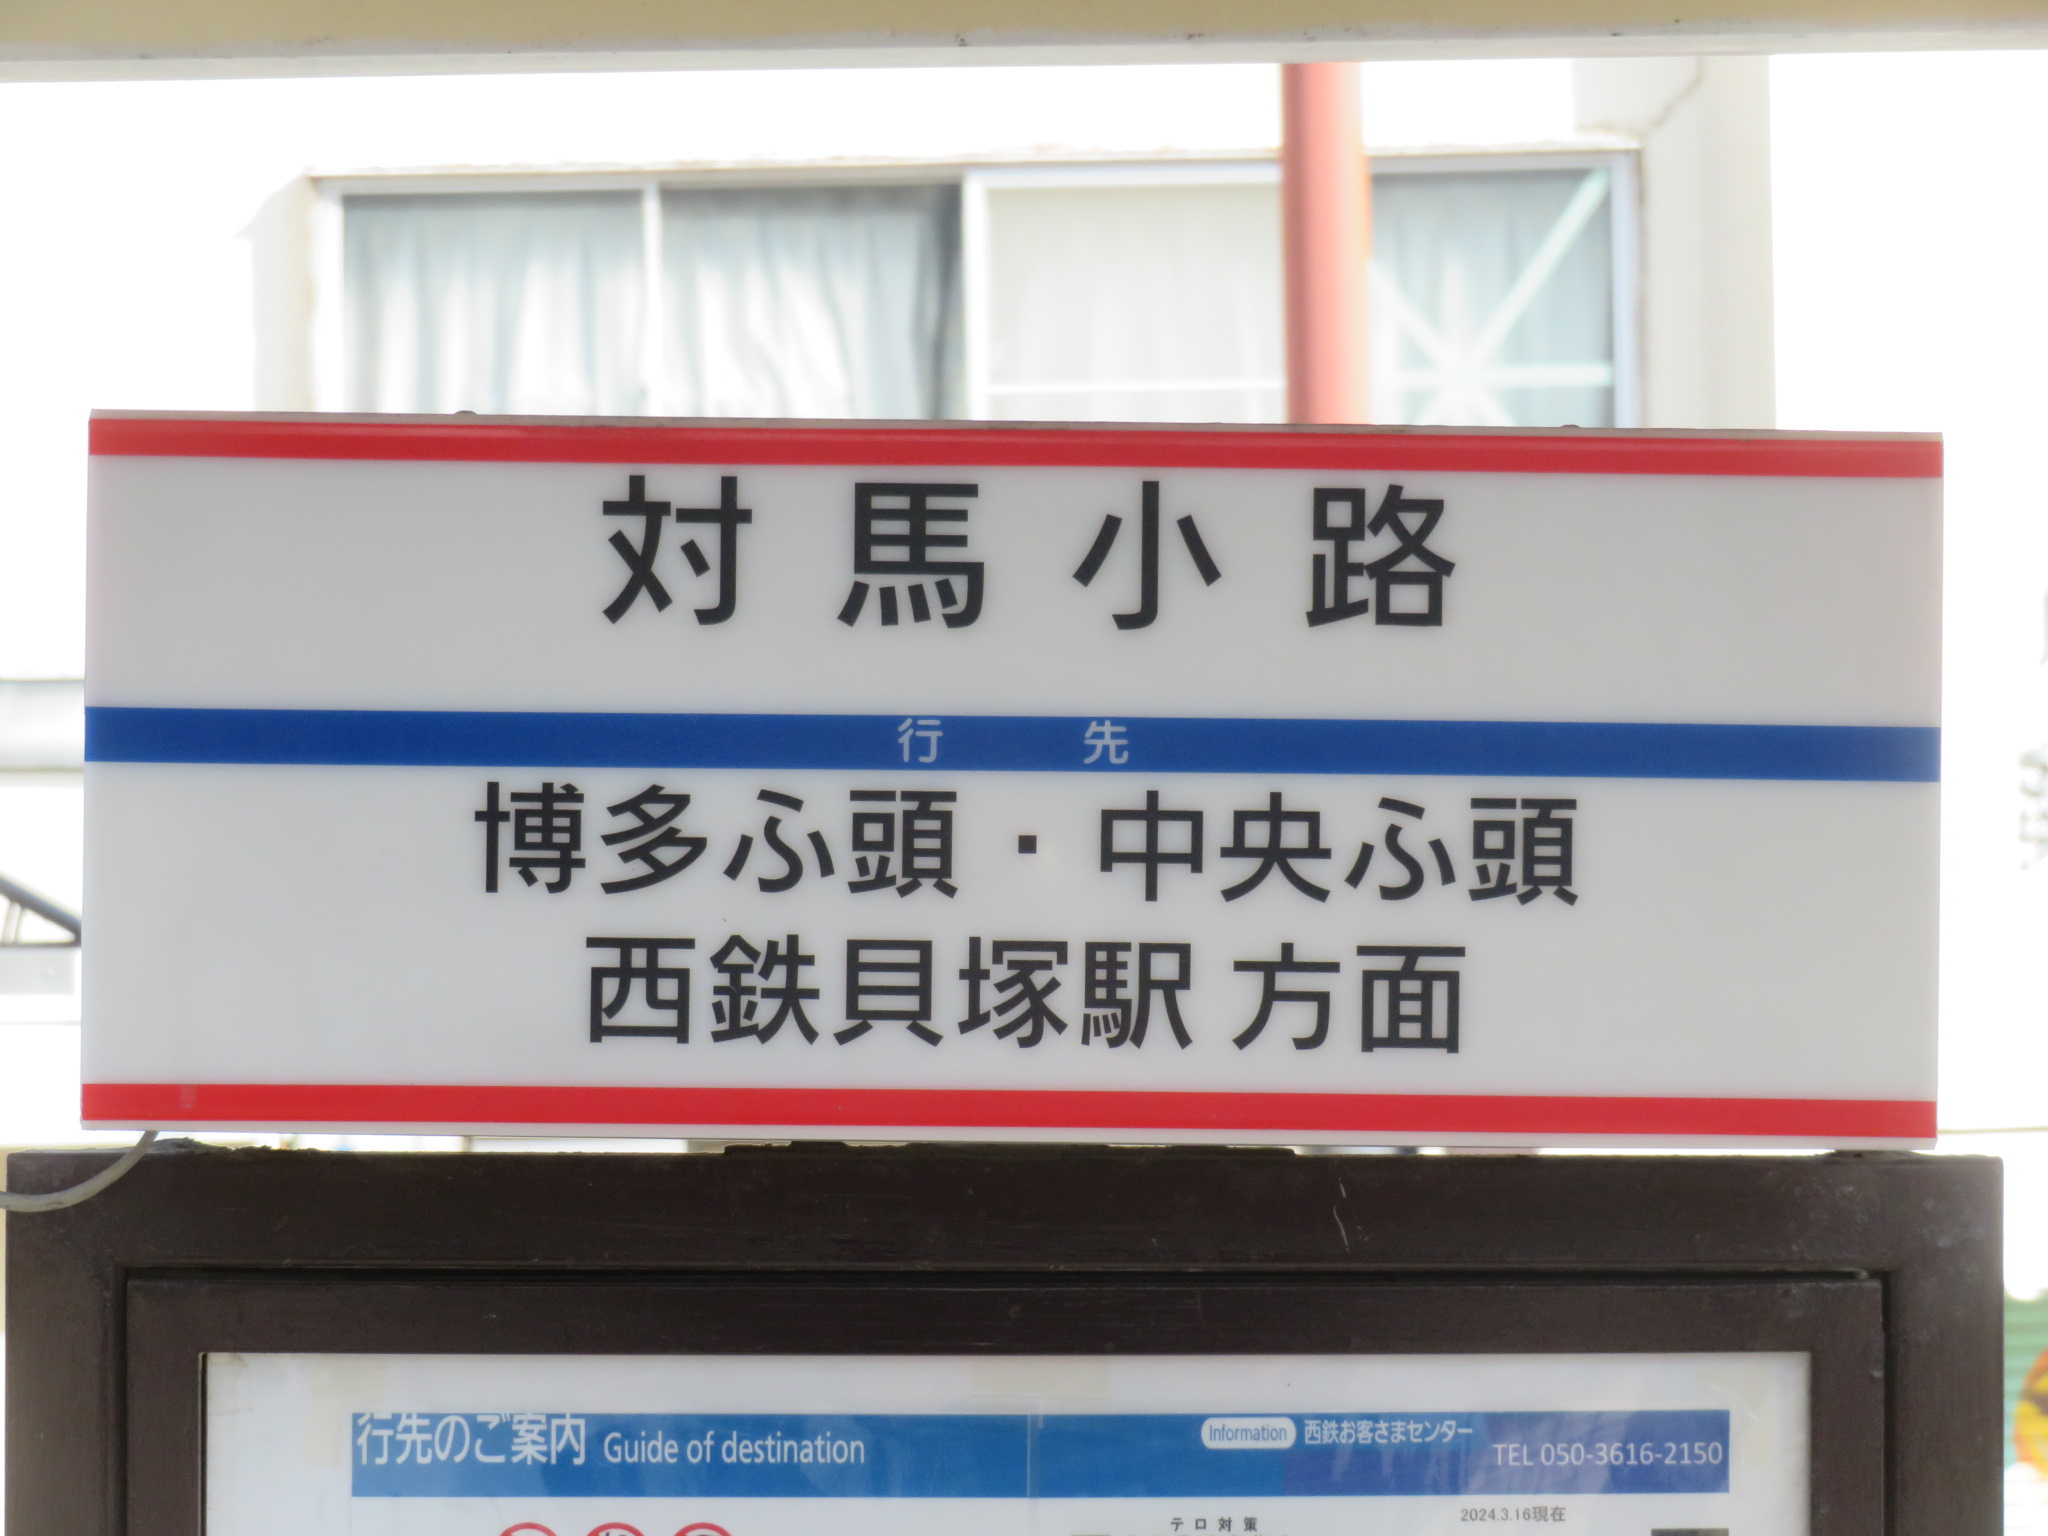 対馬小路
行先
博多ふ頭・中央ふ頭
西鉄貝塚駅 方面
行先のご案内 Guide of destination
Information 西鉄お客さまセンター
TEL 050-3616-2150
2024.3.16現在
テロ対策